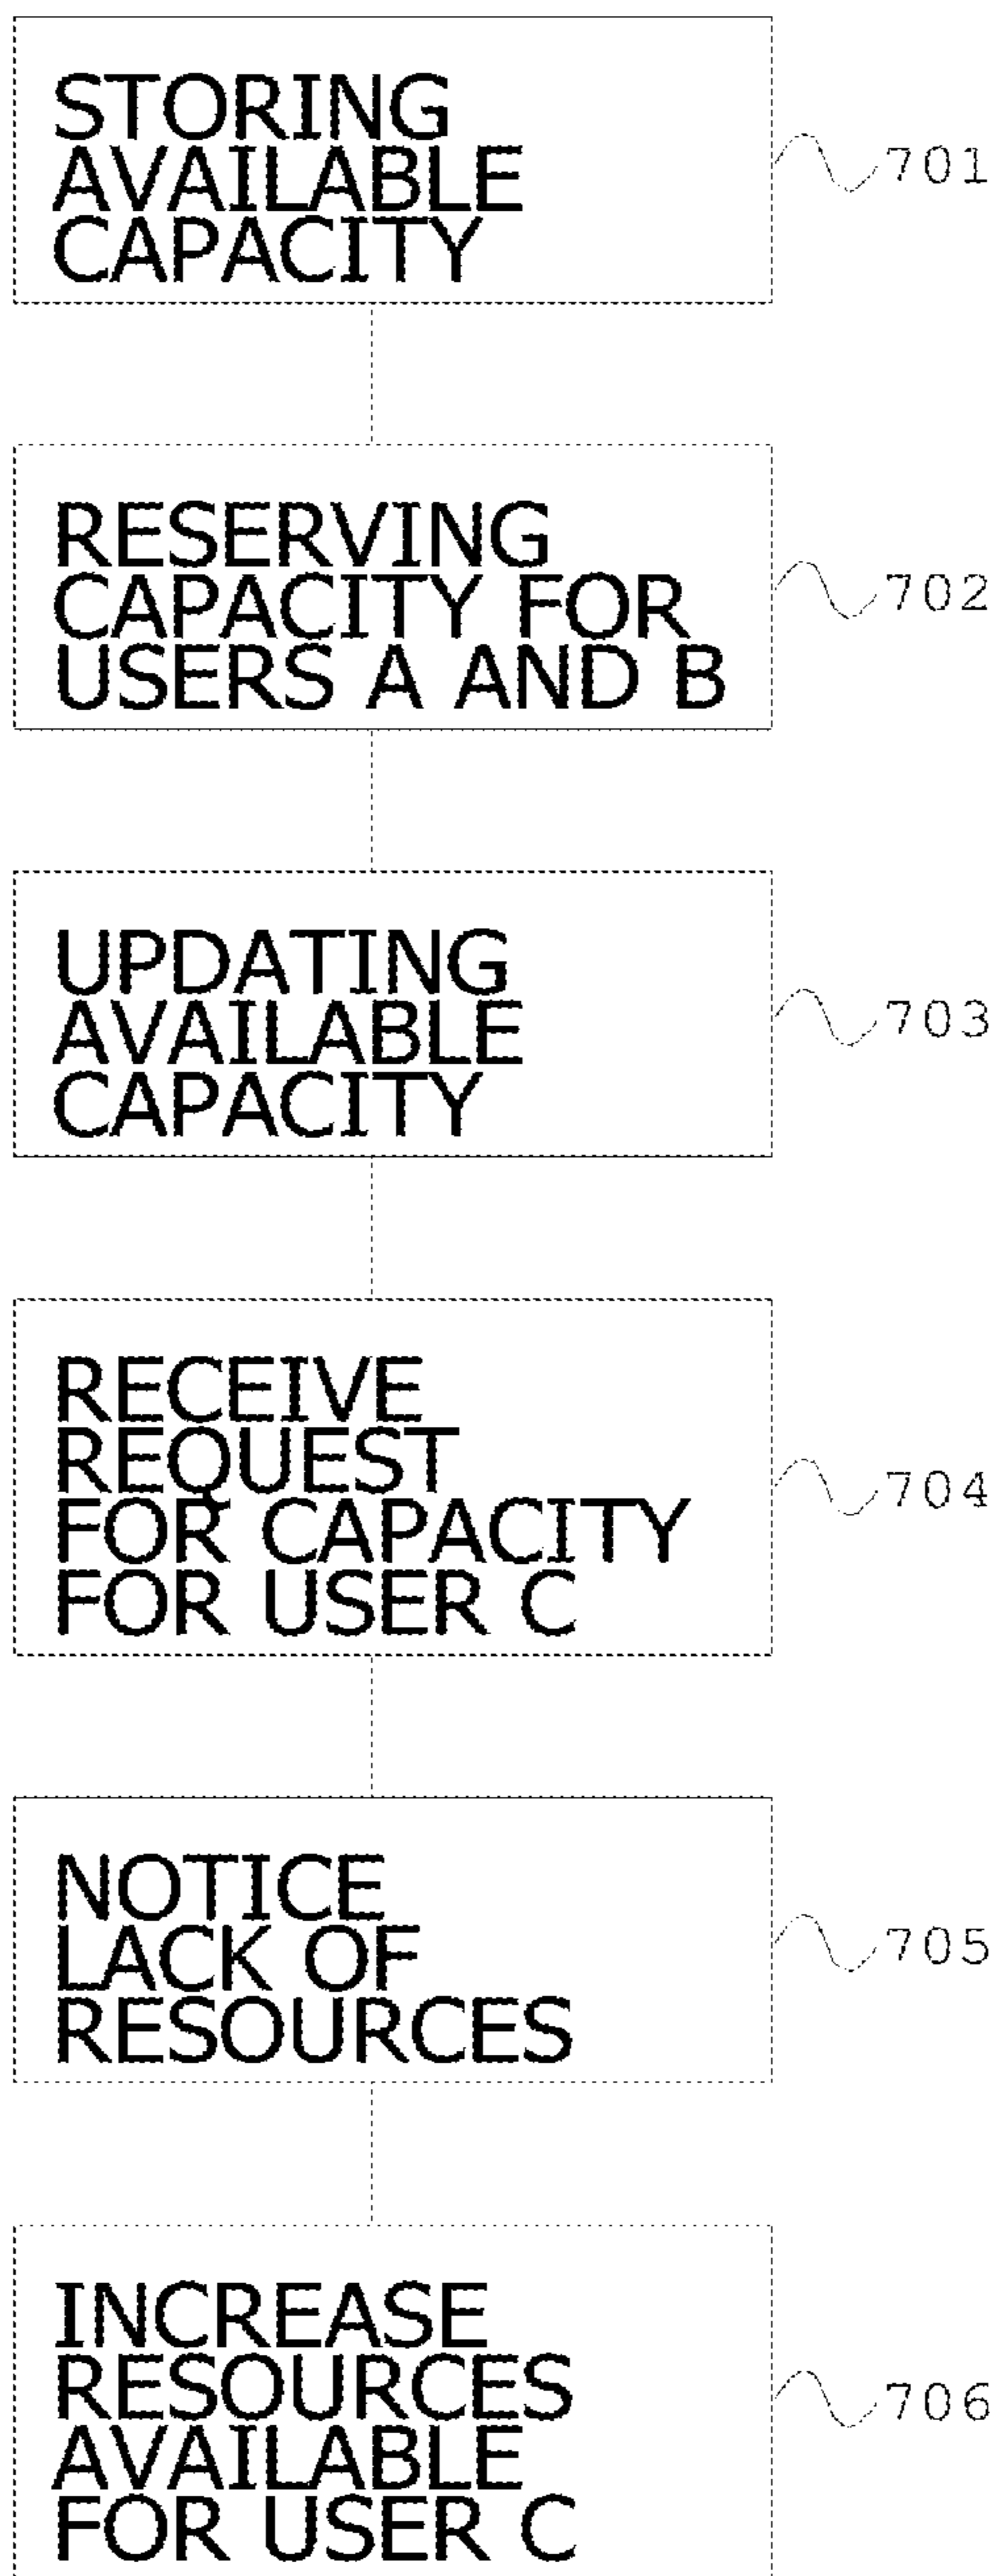 STORING
AVAILABLE
CAPACITY
701
RESERVING
CAPACITY FOR
USERS A AND B
702
UPDATING
AVAILABLE
CAPACITY
703
RECEIVE
REQUEST
FOR CAPACITY
FOR USER C
704
NOTICE
LACK OF
RESOURCES
705
INCREASE
RESOURCES
AVAILABLE
FOR USER C
706